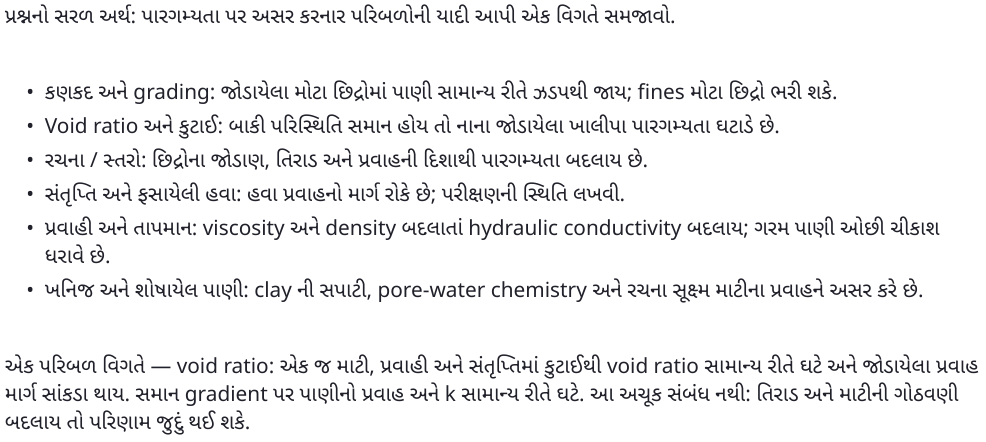 પ્રશ્નનો સરળ અર્થ: પારગમ્યતા પર અસર કરનાર પરિબળોની યાદી આપી એક વિગતે સમજાવો.
• કણકદ અને grading: જોડાયેલા મોટા છિદ્રોમાં પાણી સામાન્ય રીતે ઝડપથી જાય; fines મોટા છિદ્રો ભરી શકે.
• Void ratio અને કુટાઈ: બાકી પરિસ્થિતિ સમાન હોય તો નાના જોડાયેલા ખાલીપા પારગમ્યતા ઘટાડે છે.
• રચના / સ્તરો: છિદ્રોના જોડાણ, તિરાડ અને પ્રવાહની દિશાથી પારગમ્યતા બદલાય છે.
• સંતૃપ્તિ અને ફસાયેલી હવા: હવા પ્રવાહનો માર્ગ રોકે છે; પરીક્ષણની સ્થિતિ લખવી.
• પ્રવાહી અને તાપમાન: viscosity અને density બદલાતાં hydraulic conductivity બદલાય; ગરમ પાણી ઓછી ચીકાશ
ધરાવે છે.
• ખનિજ અને શોષાયેલ પાણી: clay ની સપાટી, pore-water chemistry અને રચના સૂક્ષ્મ માટીના પ્રવાહને અસર કરે છે.
એક પરિબળ વિગતે — void ratio: એક જ માટી, પ્રવાહી અને સંતૃપ્તિમાં કુટાઈથી void ratio સામાન્ય રીતે ઘટે અને જોડાયેલા પ્રવાહ
માર્ગ સાંકડા થાય. સમાન gradient પર પાણીનો પ્રવાહ અને k સામાન્ય રીતે ઘટે. આ અચૂક સંબંધ નથી: તિરાડ અને માટીની ગોઠવણી
બદલાય તો પરિણામ જુદું થઈ શકે.